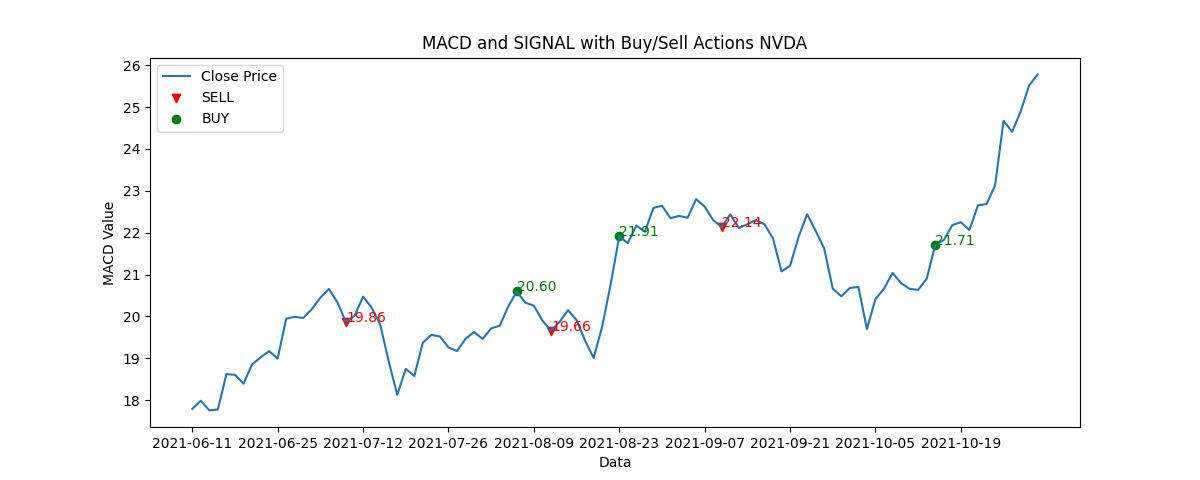 MACD and SIGNAL with Buy/Sell Actions NVDA
Close Price
SELL
BUY
MACD Value
26
25
24
23
22
21
20
19
18
19.86
20.60
19.66
21.91
22.14
21.71
2021-06-11 2021-06-25 2021-07-12 2021-07-26 2021-08-09 2021-08-23 2021-09-07 2021-09-21 2021-10-05 2021-10-19
Data